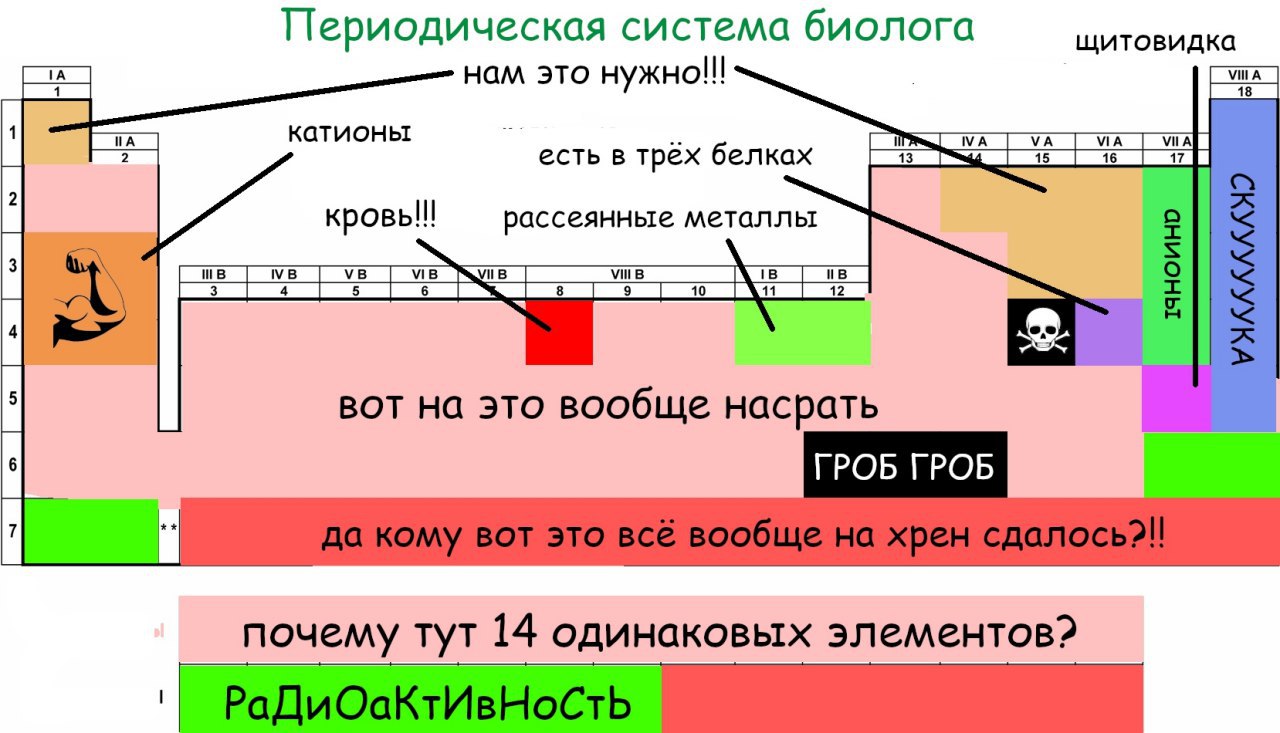 Периодическая система биолога
щитовидка
нам это нужно!!!
I A
1
VIII A
18
катионы
II A
2
есть в трёх белках
III A
13
IV A
14
V A
15
VI A
16
VII A
17
кровь!!!
рассеянные металлы
III B
3
IV B
4
V B
5
VI B
6
VII B
7
VIII B
8
9
10
I B
11
II B
12
анионы
СКУУУУУУУКА
1
2
3
4
5
6
7
вот на это вообще насрать
ГРОБ ГРОБ
* *
да кому вот это всё вообще на хрен сдалось?!!
почему тут 14 одинаковых элементов?
РаДиОаКтИвНоСтЬ